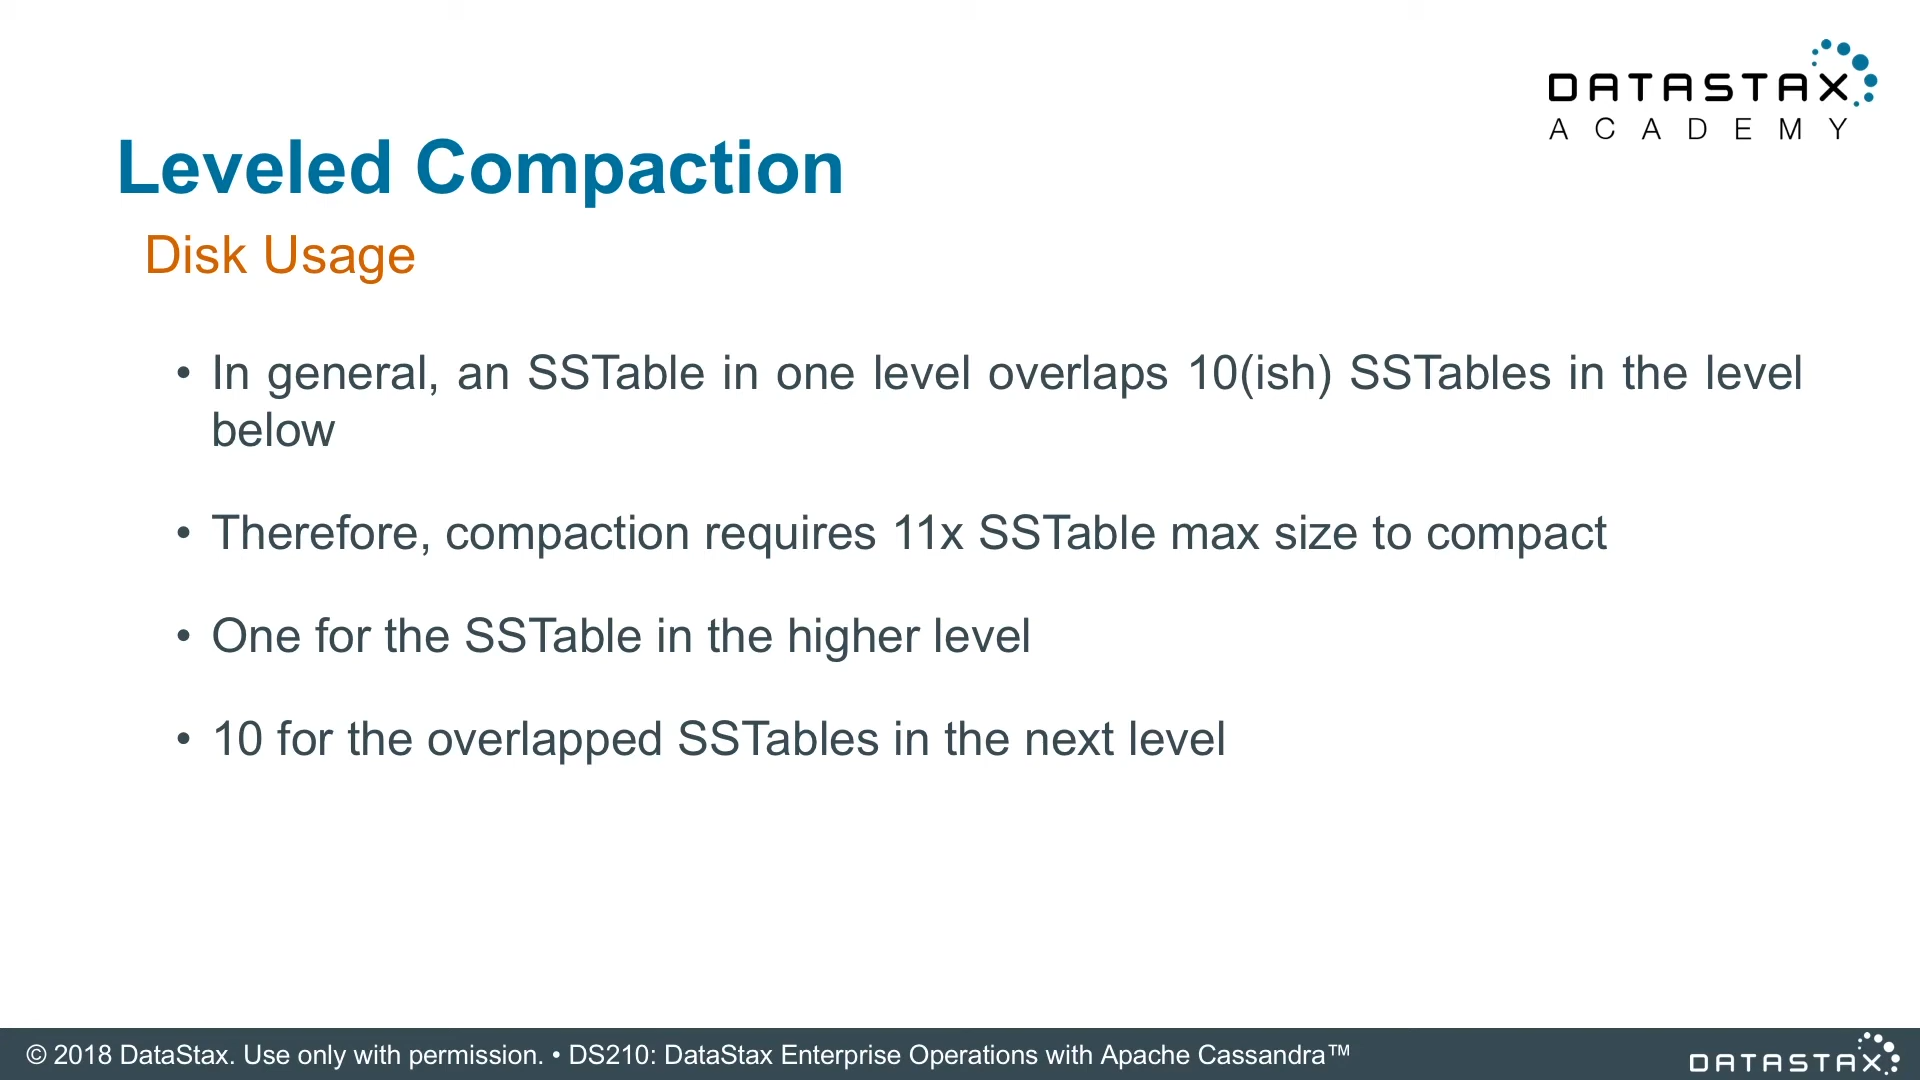 DATASTAX
ACADEMY
Leveled Compaction
Disk Usage
• In general, an SSTable in one level overlaps 10(ish) SSTables in the level
below
• Therefore, compaction requires 11x SSTable max size to compact
• One for the SSTable in the higher level
• 10 for the overlapped SSTables in the next level
© 2018 DataStax. Use only with permission. • DS210: DataStax Enterprise Operations with Apache Cassandra™
DATASTAX